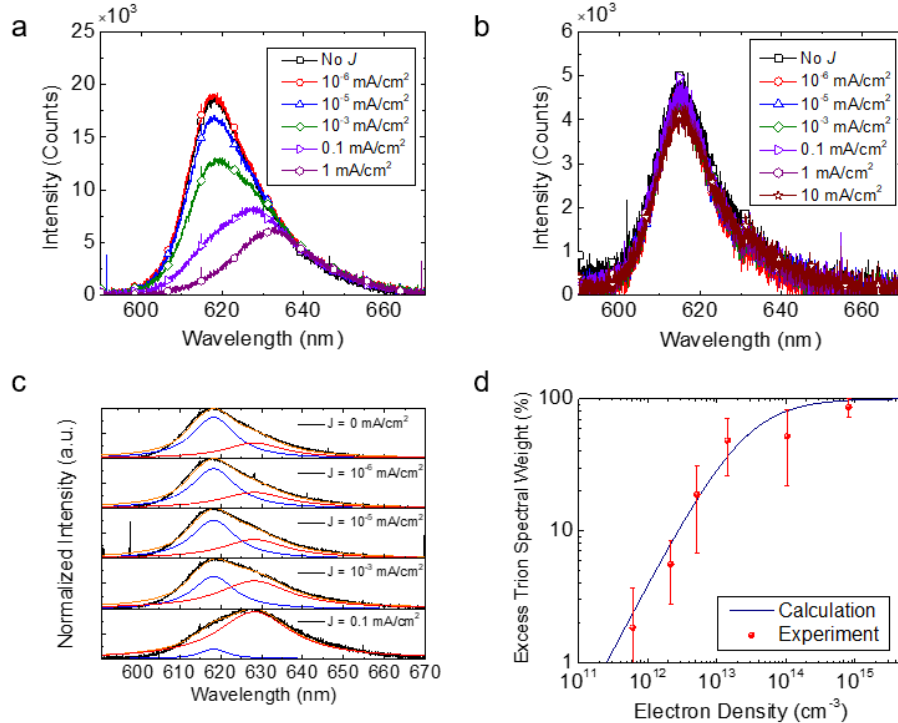 a
×10³
25
20
15
10
5
0
Intensity (Counts)
600 620 640 660
Wavelength (nm)
No J
10⁻⁶ mA/cm²
10⁻⁵ mA/cm²
10⁻³ mA/cm²
0.1 mA/cm²
1 mA/cm²
b
×10³
6
5
4
3
2
1
0
Intensity (Counts)
600 620 640 660
Wavelength (nm)
No J
10⁻⁶ mA/cm²
10⁻⁵ mA/cm²
10⁻³ mA/cm²
0.1 mA/cm²
1 mA/cm²
10 mA/cm²
c
Normalized Intensity (a.u.)
J = 0 mA/cm²
J = 10⁻⁶ mA/cm²
J = 10⁻⁵ mA/cm²
J = 10⁻³ mA/cm²
J = 0.1 mA/cm²
600 610 620 630 640 650 660 670
Wavelength (nm)
d
Excess Trion Spectral Weight (%)
100
10
1
Calculation
Experiment
10¹¹ 10¹² 10¹³ 10¹⁴ 10¹⁵
Electron Density (cm⁻³)